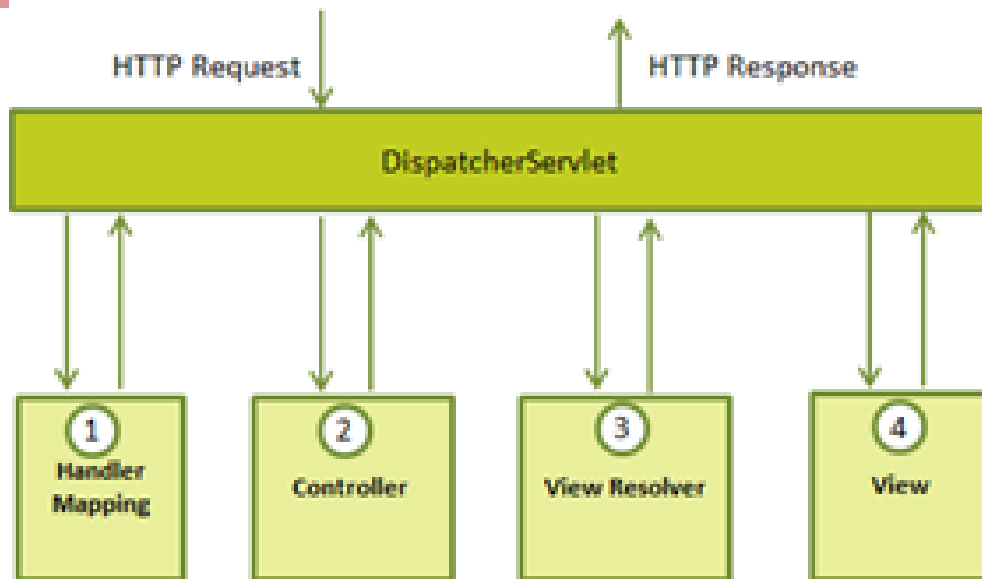 HTTP Request
HTTP Response
DispatcherServlet
1
Handler
Mapping
2
Controller
3
View Resolver
4
View